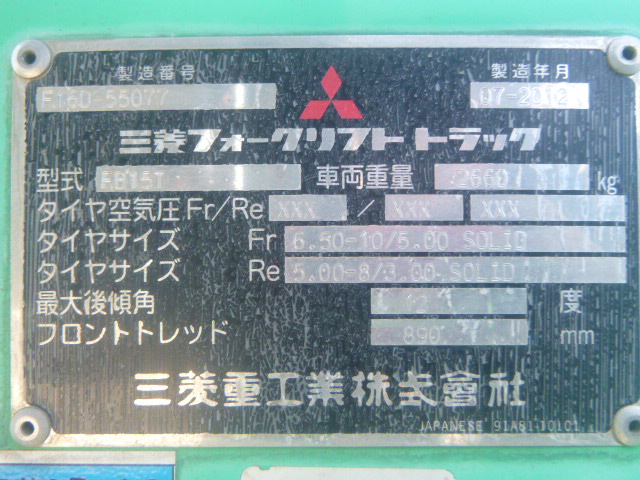 製造番号 製造年月
F16D-55077 07-2012
三菱フォークリフトトラック
型式 FB15T 車両重量 2660 kg
タイヤ空気圧 Fr/Re XXX / XXX XXX
タイヤサイズ Fr 6.50-10/5.00 SOLID
タイヤサイズ Re 5.00-8/3.00 SOLID
最大後傾角 度
フロントトレッド 890 mm
三菱重工業株式會社
JAPANESE 91A81-10101